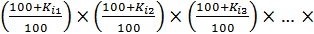 (100+K_{i1}/100) × (100+K_{i2}/100) × (100+K_{i3}/100) × … ×